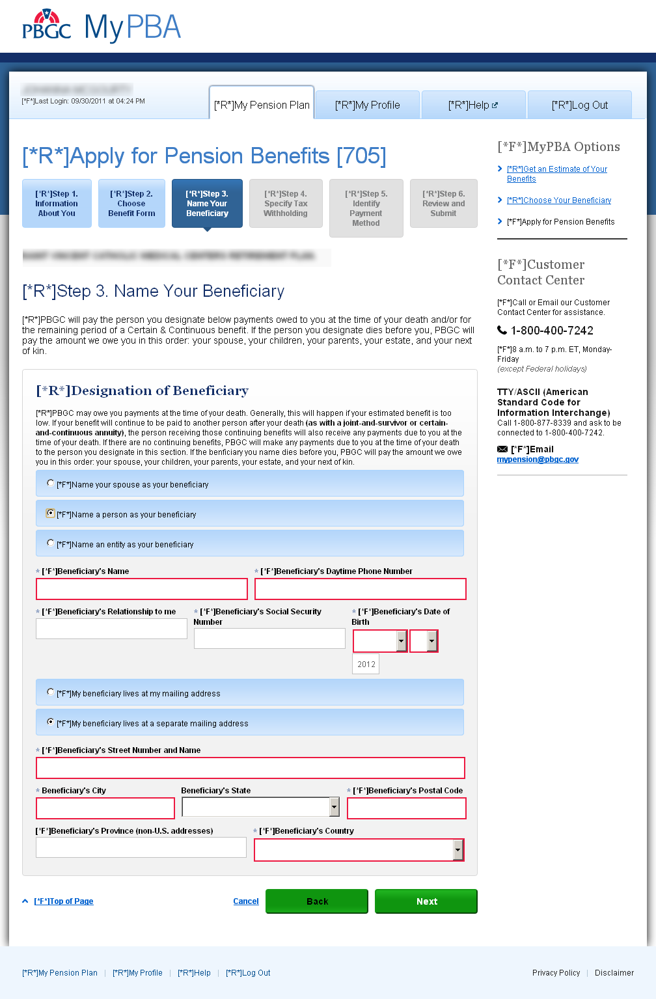 PBGC MyPBA
[*F*]Last Login: 09/30/2011 at 04:24 PM
[*R*]My Pension Plan
[*R*]My Profile
[*R*]Help
[*R*]Log Out
[*R*]Apply for Pension Benefits [705]
[*R*]Step 1.
Information
About You
[*R*]Step 2.
Choose
Benefit Form
[*R*]Step 3.
Name Your
Beneficiary
[*R*]Step 4.
Specify Tax
Withholding
[*R*]Step 5.
Identify
Payment
Method
[*R*]Step 6.
Review and
Submit
[*R*]Step 3. Name Your Beneficiary
[*R*]PBGC will pay the person you designate below payments owed to you at the time of your death and/or for
the remaining period of a Certain & Continuous benefit. If the person you designate dies before you, PBGC will
pay the amount we owe you in this order: your spouse, your children, your parents, your estate, and your next
of kin.
[*R*]Designation of Beneficiary
[*R*]PBGC may owe you payments at the time of your death. Generally, this will happen if your estimated benefit is too
low. If your benefit will continue to be paid to another person after your death (as with a joint-and-survivor or certain-
and-continuous annuity), the person receiving those continuing benefits will also receive any payments due to you at the
time of your death. If there are no continuing benefits, PBGC will make any payments due to you at the time of your death
to the person you designate in this section. If the benficiary you name dies before you, PBGC will pay the amount we owe
you in this order: your spouse, your children, your parents, your estate, and your next of kin.
[*F*]Name your spouse as your beneficiary
[*F*]Name a person as your beneficiary
[*F*]Name an entity as your beneficiary
* [*F*]Beneficiary's Name
* [*F*]Beneficiary's Daytime Phone Number
* [*F*]Beneficiary's Relationship to me
* [*F*]Beneficiary's Social Security
Number
* [*F*]Beneficiary's Date of
Birth
2012
[*F*]My beneficiary lives at my mailing address
[*F*]My beneficiary lives at a separate mailing address
* [*F*]Beneficiary's Street Number and Name
* Beneficiary's City
Beneficiary's State
* [*F*]Beneficiary's Postal Code
[*F*]Beneficiary's Province (non-U.S. addresses)
* [*F*]Beneficiary's Country
[*F*]Top of Page
Cancel
Back
Next
[*F*]MyPBA Options
[*R*]Get an Estimate of Your
Benefits
[*R*]Choose Your Beneficiary
[*F*]Apply for Pension Benefits
[*F*]Customer
Contact Center
[*F*]Call or Email our Customer
Contact Center for assistance.
1-800-400-7242
[*F*]8 a.m. to 7 p.m. ET, Monday-
Friday
(except Federal holidays)
TTY/ASCII (American
Standard Code for
Information Interchange)
Call 1-800-877-8339 and ask to be
connected to 1-800-400-7242.
[*F*]Email
mypension@pbgc.gov
[*R*]My Pension Plan | [*R*]My Profile | [*R*]Help | [*R*]Log Out
Privacy Policy | Disclaimer